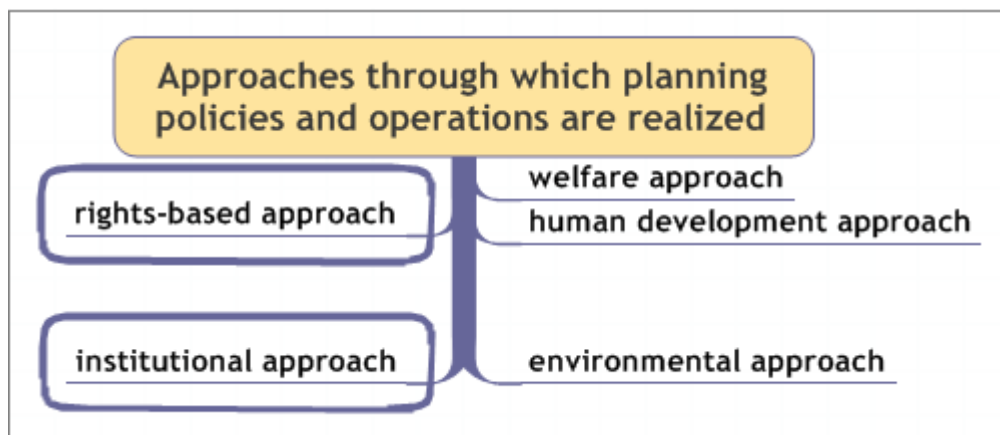 Approaches through which planning
policies and operations are realized
rights-based approach
welfare approach
human development approach
institutional approach
environmental approach